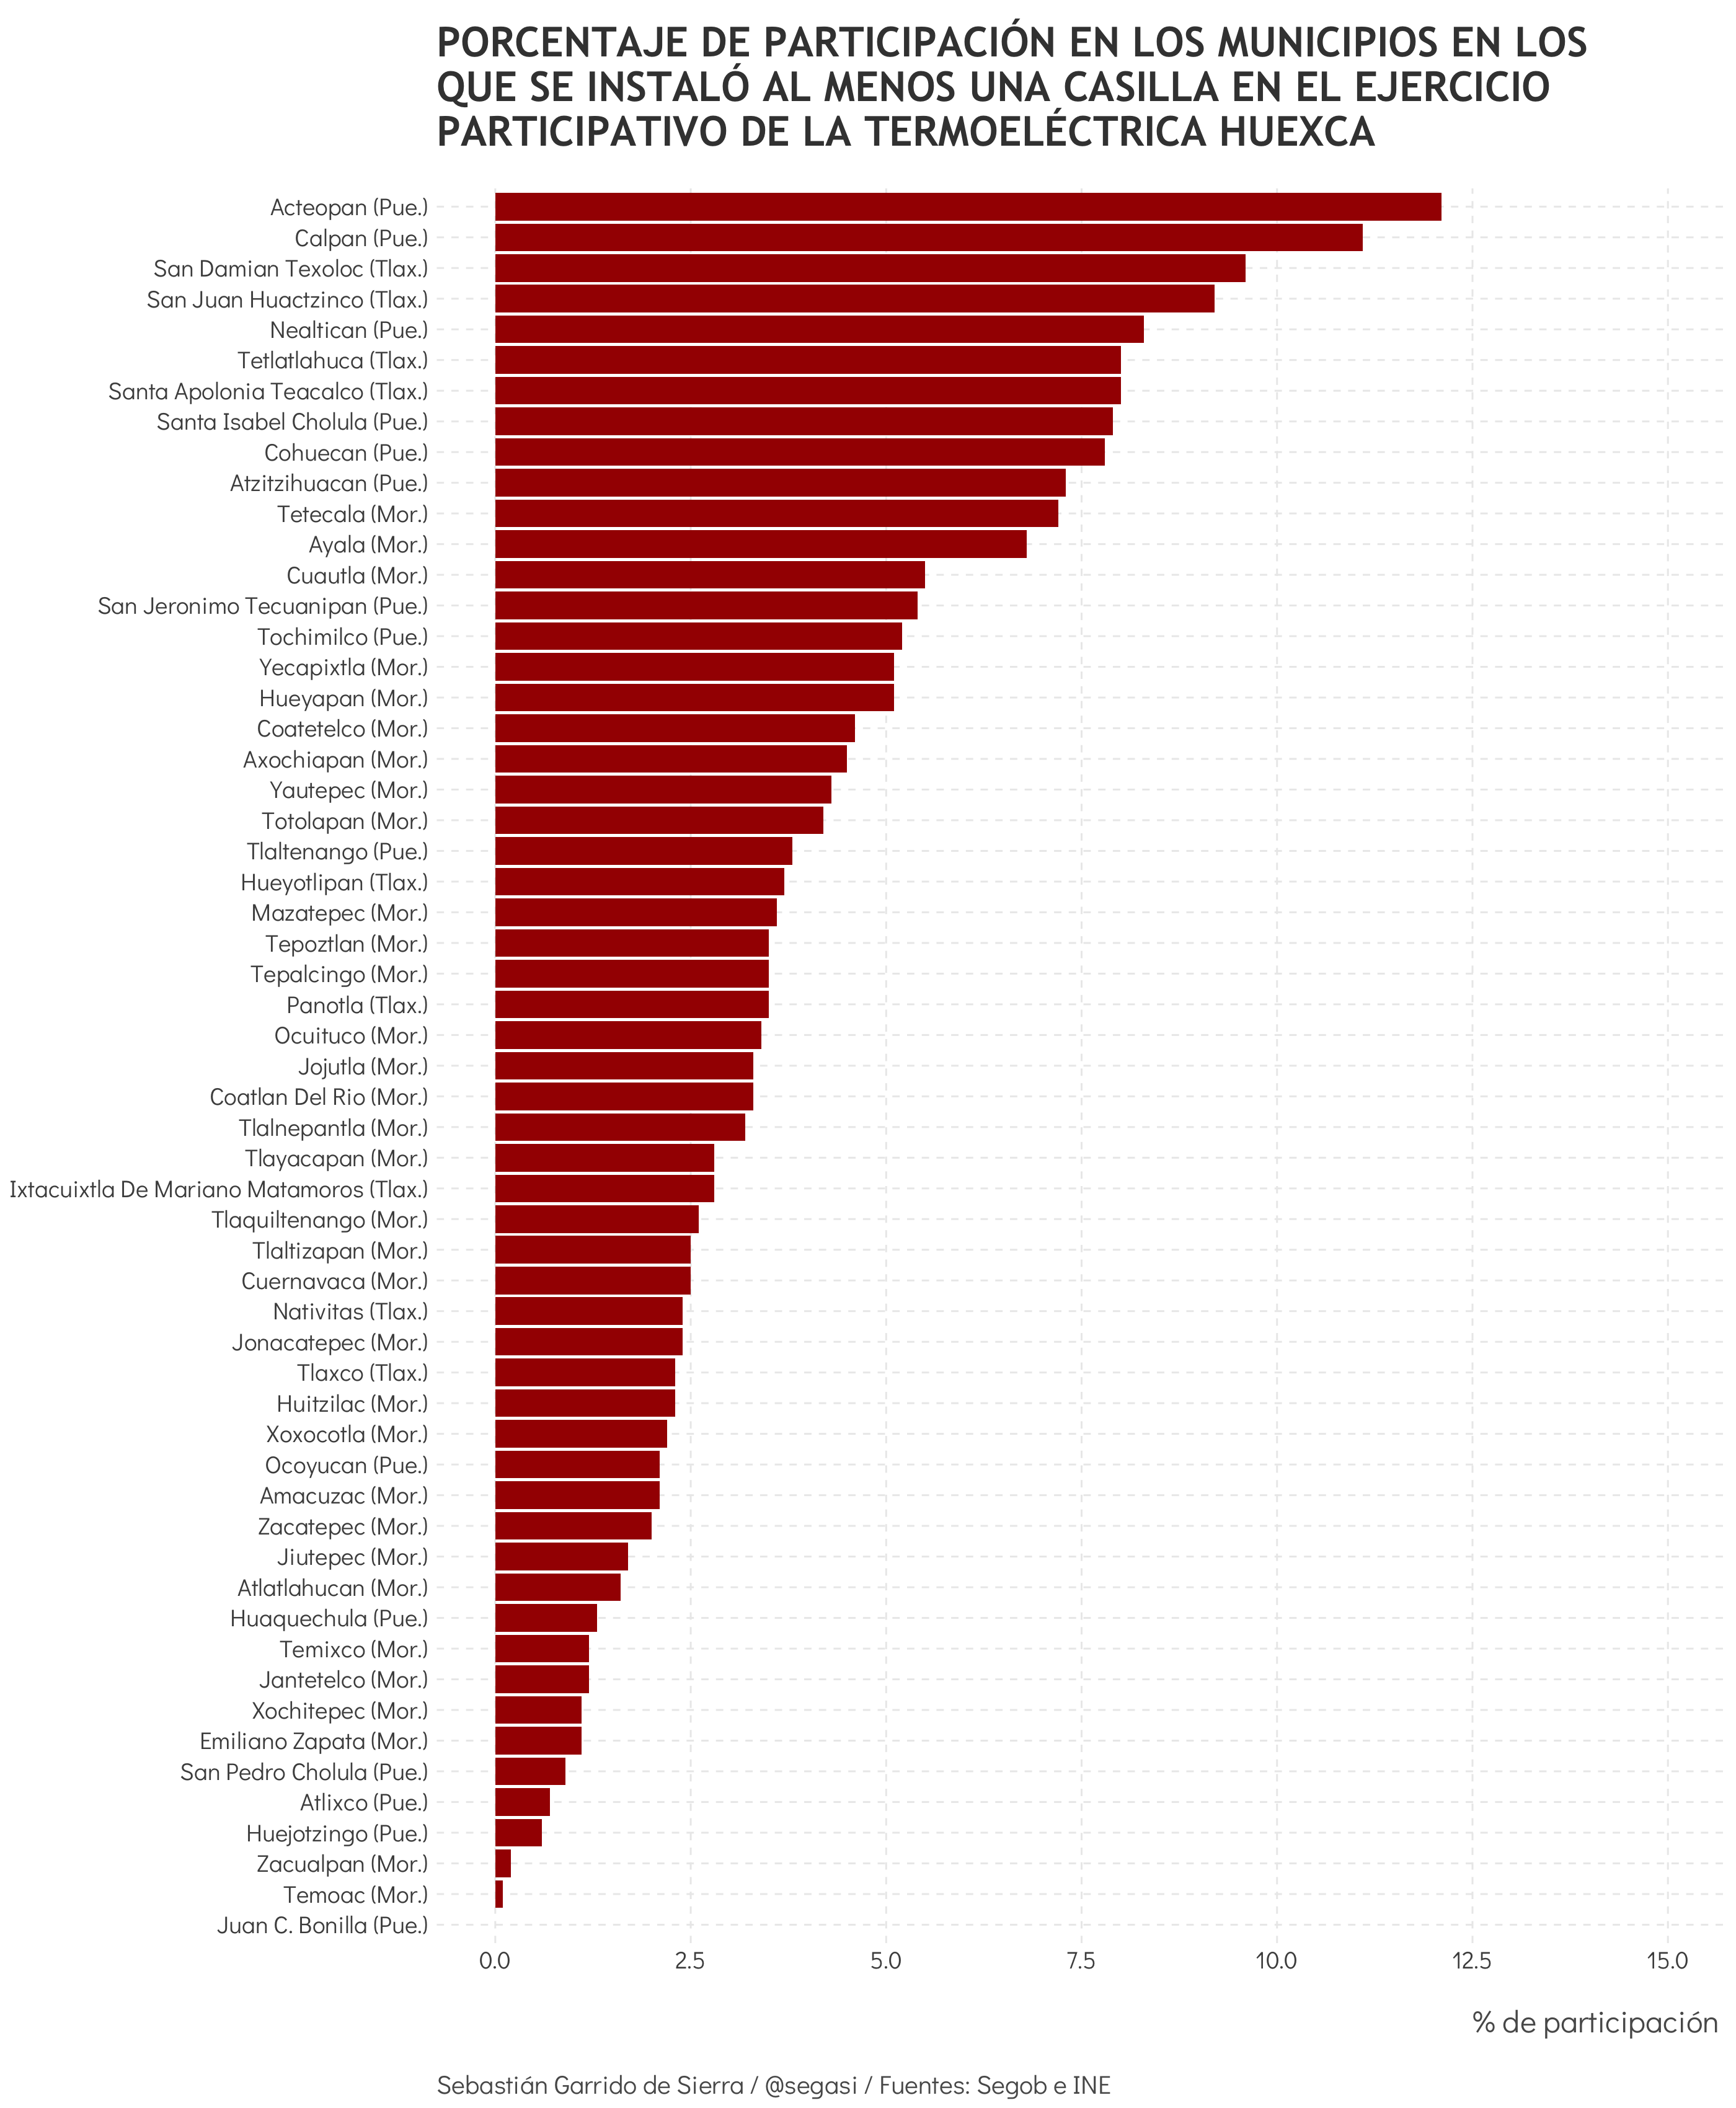 PORCENTAJE DE PARTICIPACIÓN EN LOS MUNICIPIOS EN LOS
QUE SE INSTALÓ AL MENOS UNA CASILLA EN EL EJERCICIO
PARTICIPATIVO DE LA TERMOELÉCTRICA HUEXCA
Acteopan (Pue.)
Calpan (Pue.)
San Damian Texoloc (Tlax.)
San Juan Huactzinco (Tlax.)
Nealtican (Pue.)
Tetlatlahuca (Tlax.)
Santa Apolonia Teacalco (Tlax.)
Santa Isabel Cholula (Pue.)
Cohuecan (Pue.)
Atzitzihuacan (Pue.)
Tetecala (Mor.)
Ayala (Mor.)
Cuautla (Mor.)
San Jeronimo Tecuanipan (Pue.)
Tochimilco (Pue.)
Yecapixtla (Mor.)
Hueyapan (Mor.)
Coatetelco (Mor.)
Axochiapan (Mor.)
Yautepec (Mor.)
Totolapan (Mor.)
Tlaltenango (Pue.)
Hueyotlipan (Tlax.)
Mazatepec (Mor.)
Tepoztlan (Mor.)
Tepalcingo (Mor.)
Panotla (Tlax.)
Ocuituco (Mor.)
Jojutla (Mor.)
Coatlan Del Rio (Mor.)
Tlalnepantla (Mor.)
Tlayacapan (Mor.)
Ixtacuixtla De Mariano Matamoros (Tlax.)
Tlaquiltenango (Mor.)
Tlaltizapan (Mor.)
Cuernavaca (Mor.)
Nativitas (Tlax.)
Jonacatepec (Mor.)
Tlaxco (Tlax.)
Huitzilac (Mor.)
Xoxocotla (Mor.)
Ocoyucan (Pue.)
Amacuzac (Mor.)
Zacatepec (Mor.)
Jiutepec (Mor.)
Atlatlahucan (Mor.)
Huaquechula (Pue.)
Temixco (Mor.)
Jantetelco (Mor.)
Xochitepec (Mor.)
Emiliano Zapata (Mor.)
San Pedro Cholula (Pue.)
Atlixco (Pue.)
Huejotzingo (Pue.)
Zacualpan (Mor.)
Temoac (Mor.)
Juan C. Bonilla (Pue.)
0.0 2.5 5.0 7.5 10.0 12.5 15.0
% de participación
Sebastián Garrido de Sierra / @segasi / Fuentes: Segob e INE